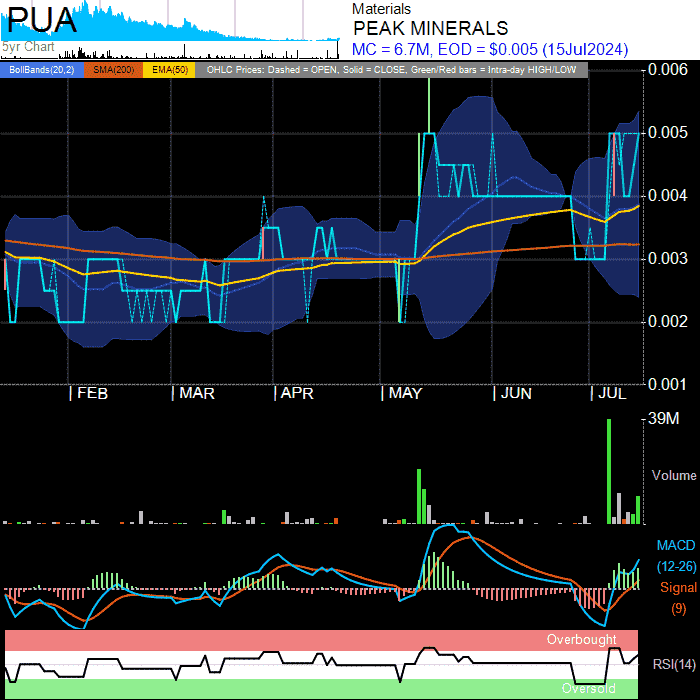 PUA
5yr Chart
Materials
PEAK MINERALS
MC = 6.7M, EOD = $0.005 (15Jul2024)
BollBands(20,2) SMA(200) EMA(50) OHLC Prices: Dashed = OPEN, Solid = CLOSE, Green/Red bars = Intra-day HIGH/LOW
0.006
0.005
0.004
0.003
0.002
0.001
| FEB | MAR | APR | MAY | JUN | JUL
39M
Volume
MACD
(12-26)
Signal
(9)
Overbought
RSI(14)
Oversold